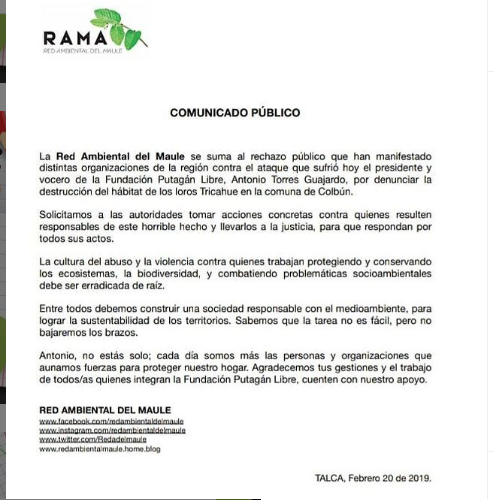 RAMA
RED AMBIENTAL DEL MAULE
COMUNICADO PÚBLICO
La Red Ambiental del Maule se suma al rechazo público que han manifestado
distintas organizaciones de la región contra el ataque que sufrió hoy el presidente y
vocero de la Fundación Putagán Libre, Antonio Torres Guajardo, por denunciar la
destrucción del hábitat de los loros Tricahue en la comuna de Colbún.
Solicitamos a las autoridades tomar acciones concretas contra quienes resulten
responsables de este horrible hecho y llevarlos a la justicia, para que respondan por
todos sus actos.
La cultura del abuso y la violencia contra quienes trabajan protegiendo y conservando
los ecosistemas, la biodiversidad, y combatiendo problemáticas socioambientales
debe ser erradicada de raíz.
Entre todos debemos construir una sociedad responsable con el medioambiente, para
lograr la sustentabilidad de los territorios. Sabemos que la tarea no es fácil, pero no
bajaremos los brazos.
Antonio, no estás solo; cada día somos más las personas y organizaciones que
aunamos fuerzas para proteger nuestro hogar. Agradecemos tus gestiones y el trabajo
de todos/as quienes integran la Fundación Putagán Libre, cuenten con nuestro apoyo.
RED AMBIENTAL DEL MAULE
www.facebook.com/redambientaldelmaule
www.instagram.com/redambientaldelmaule
www.twitter.com/Redadelmaule
www.redambientalmaule.home.blog
TALCA, Febrero 20 de 2019.